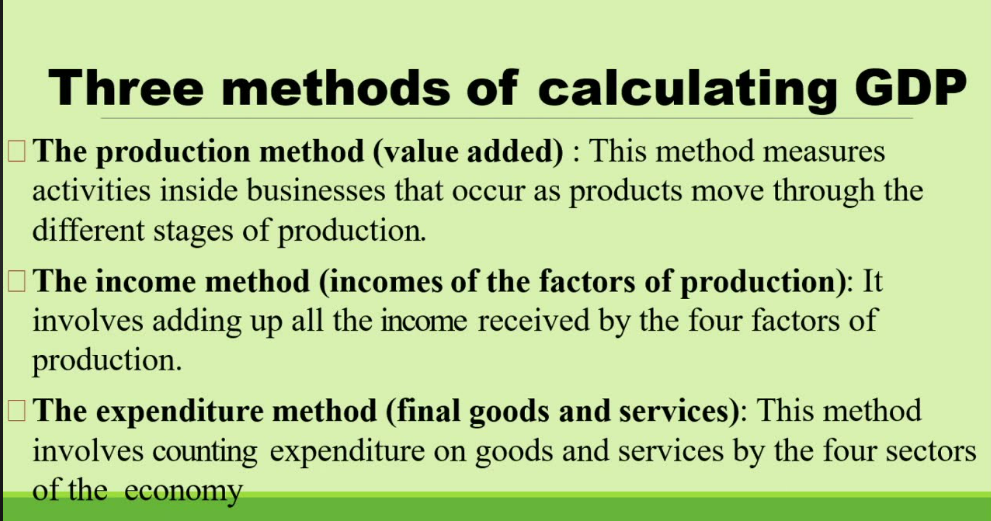 Three methods of calculating GDP
The production method (value added) : This method measures
activities inside businesses that occur as products move through the
different stages of production.
The income method (incomes of the factors of production): It
involves adding up all the income received by the four factors of
production.
The expenditure method (final goods and services): This method
involves counting expenditure on goods and services by the four sectors
of the economy